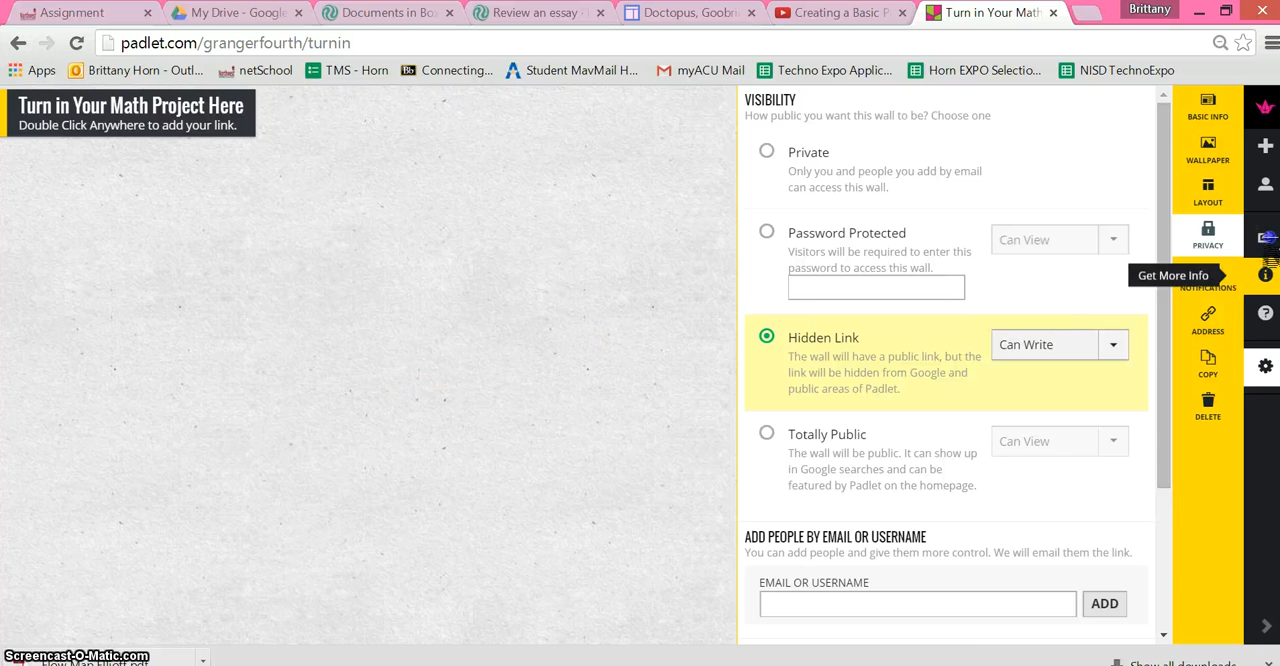 Assignment
My Drive - Google
Documents in Box
Review an essay -
Doctopus, Goobri
Creating a Basic P
Turn in Your Math
Brittany
padlet.com/grangerfourth/turnin
Apps
Brittany Horn - Outl...
netSchool
TMS - Horn
Connecting...
Student MavMail H...
myACU Mail
Techno Expo Applic...
Horn EXPO Selectio...
NISD TechnoExpo
Turn in Your Math Project Here
Double Click Anywhere to add your link.
VISIBILITY
How public you want this wall to be? Choose one
Private
Only you and people you add by email
can access this wall.
Password Protected
Can View
Visitors will be required to enter this
password to access this wall.
Hidden Link
Can Write
The wall will have a public link, but the
link will be hidden from Google and
public areas of Padlet.
Totally Public
Can View
The wall will be public. It can show up
in Google searches and can be
featured by Padlet on the homepage.
ADD PEOPLE BY EMAIL OR USERNAME
You can add people and give them more control. We will email them the link.
EMAIL OR USERNAME
ADD
BASIC INFO
WALLPAPER
LAYOUT
PRIVACY
Get More Info
NOTIFICATIONS
ADDRESS
COPY
DELETE
Screencast-O-Matic.com
Flow Map Elliott.pdf
Show all downloads